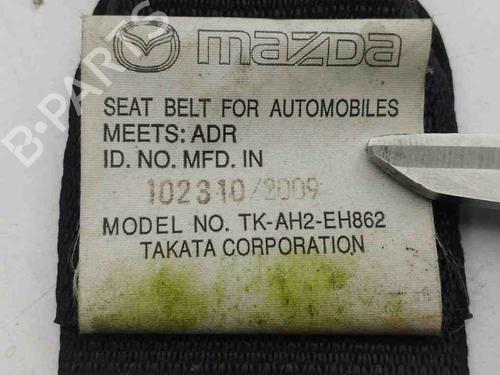 mazda
SEAT BELT FOR AUTOMOBILES
MEETS: ADR
ID. NO. MFD. IN
102310/2009
MODEL NO. TK-AH2-EH862
TAKATA CORPORATION
B-PARTS